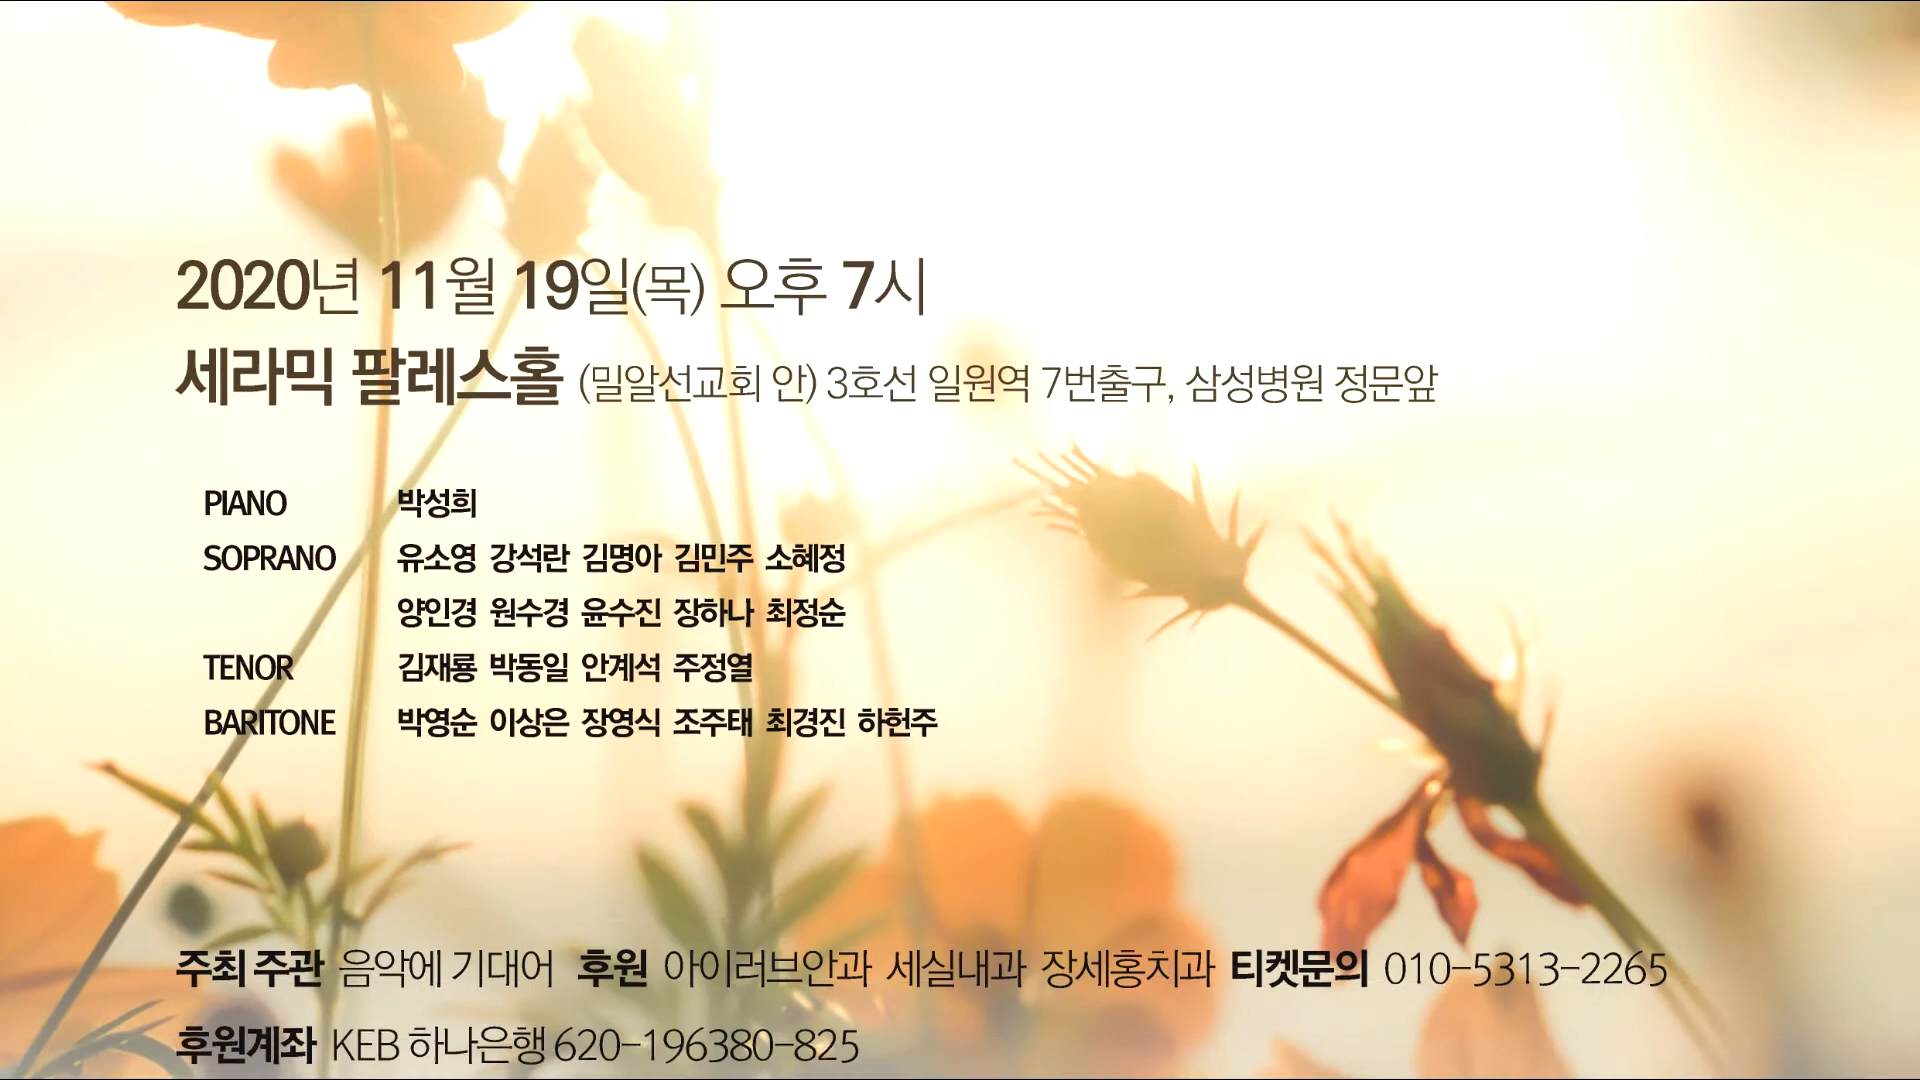 2020년 11월 19일(목) 오후 7시
세라믹 팔레스홀 (밀알선교회 안) 3호선 일원역 7번출구, 삼성병원 정문앞
PIANO 박성희
SOPRANO 유소영 강석란 김명아 김민주 소혜정
양인경 원수경 윤수진 장하나 최정순
TENOR 김재룡 박동일 안계석 주정열
BARITONE 박영순 이상은 장영식 조주태 최경진 하헌주
주최 주관 음악에 기대어 후원 아이러브안과 세실내과 장세홍치과 티켓문의 010-5313-2265
후원계좌 KEB 하나은행 620-196380-825